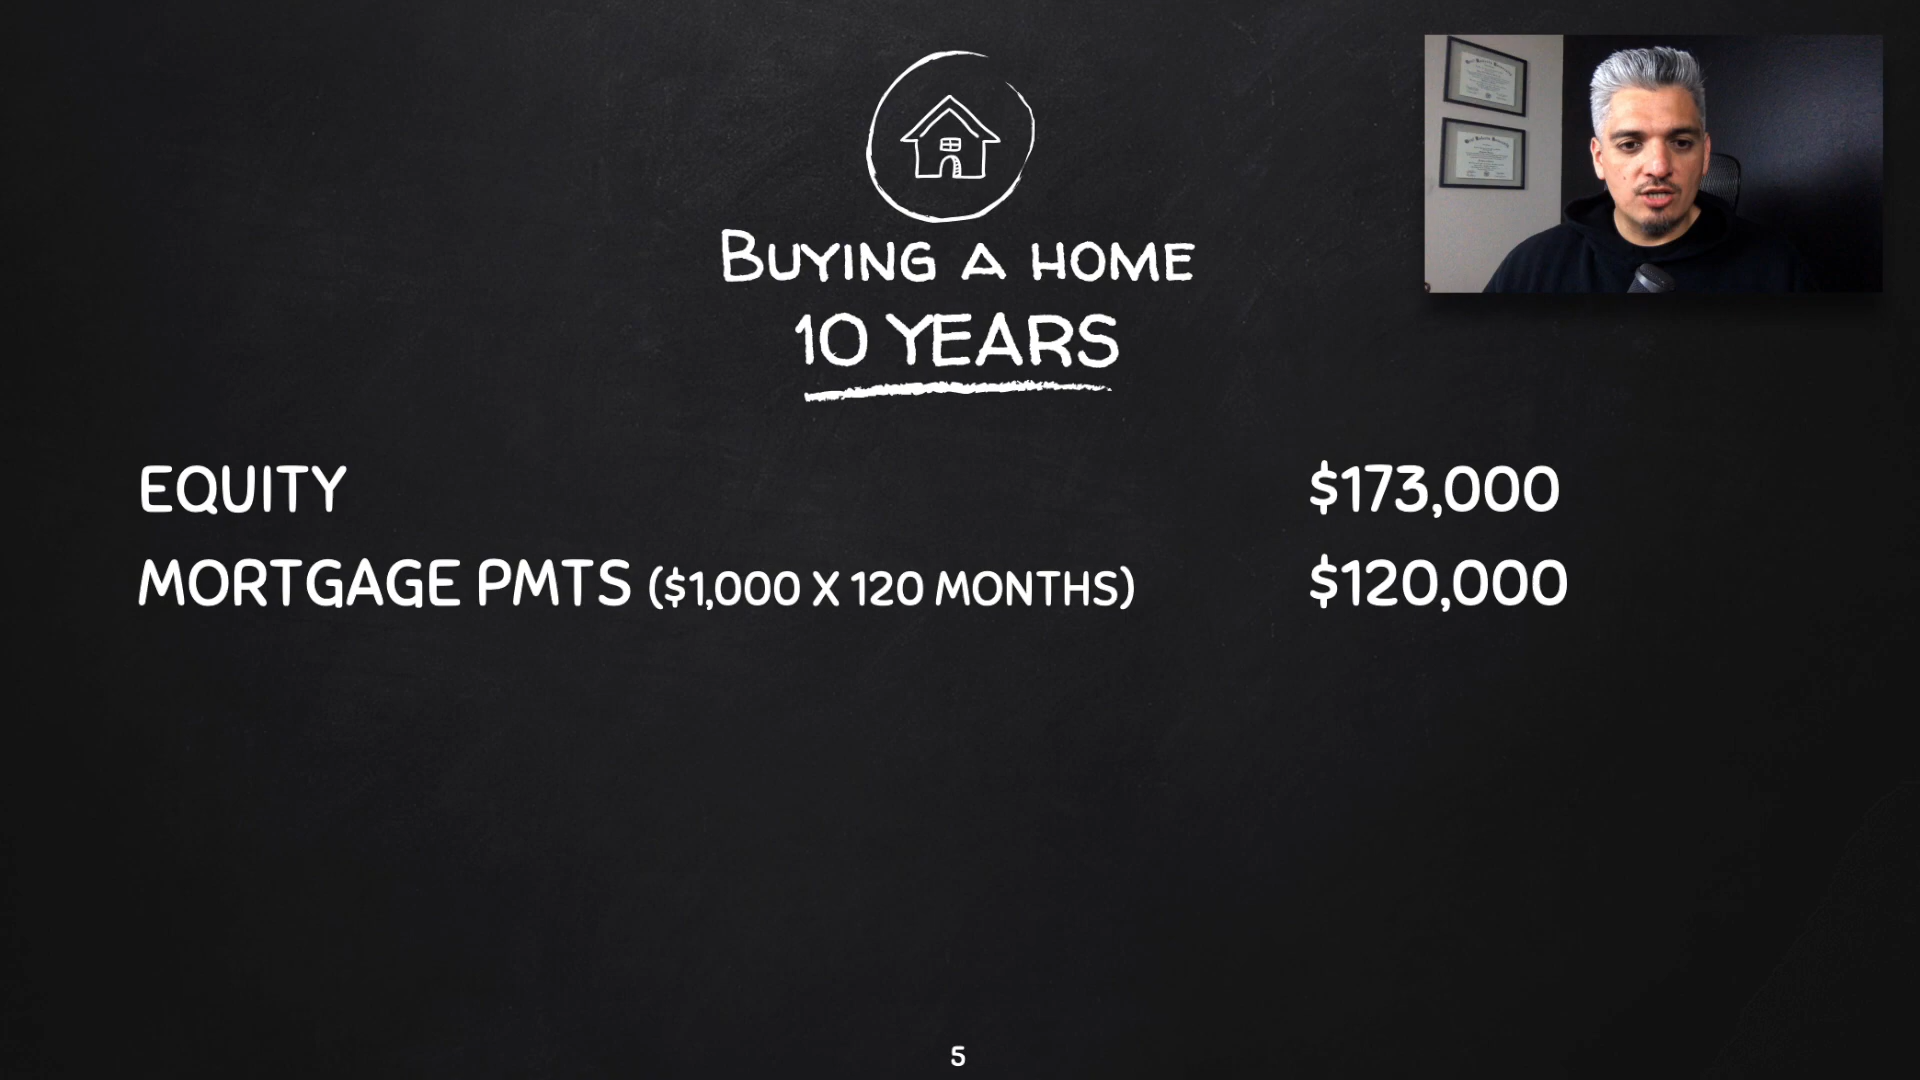 BUYING A HOME
10 YEARS
EQUITY $173,000
MORTGAGE PMTS ($1,000 X 120 MONTHS) $120,000
5